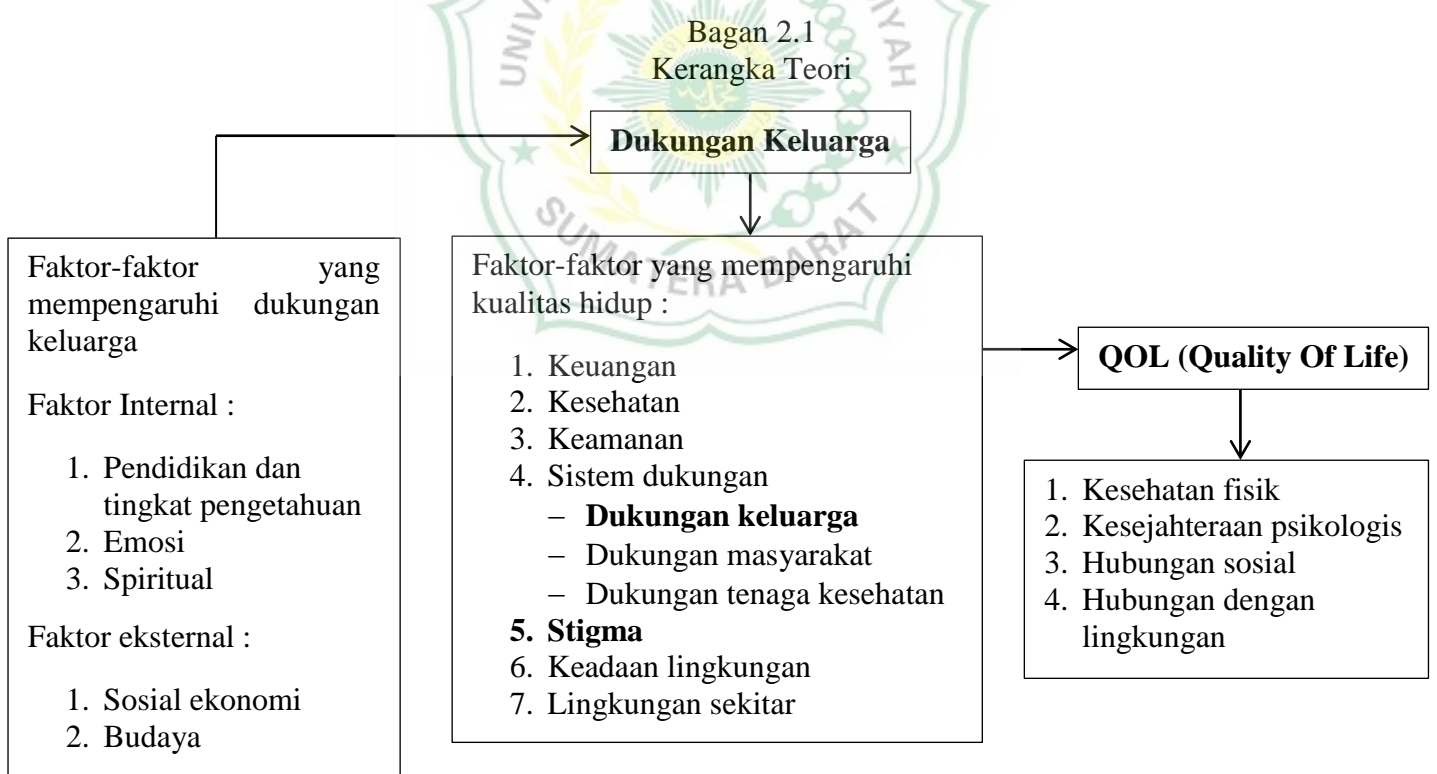 Bagan 2.1
Kerangka Teori
Dukungan Keluarga
Faktor-faktor yang
mempengaruhi dukungan
keluarga
Faktor Internal :
1. Pendidikan dan
tingkat pengetahuan
2. Emosi
3. Spiritual
Faktor eksternal :
1. Sosial ekonomi
2. Budaya
Faktor-faktor yang mempengaruhi
kualitas hidup :
1. Keuangan
2. Kesehatan
3. Keamanan
4. Sistem dukungan
– Dukungan keluarga
– Dukungan masyarakat
– Dukungan tenaga kesehatan
5. Stigma
6. Keadaan lingkungan
7. Lingkungan sekitar
QOL (Quality Of Life)
1. Kesehatan fisik
2. Kesejahteraan psikologis
3. Hubungan sosial
4. Hubungan dengan
lingkungan
SUMATERA BARAT